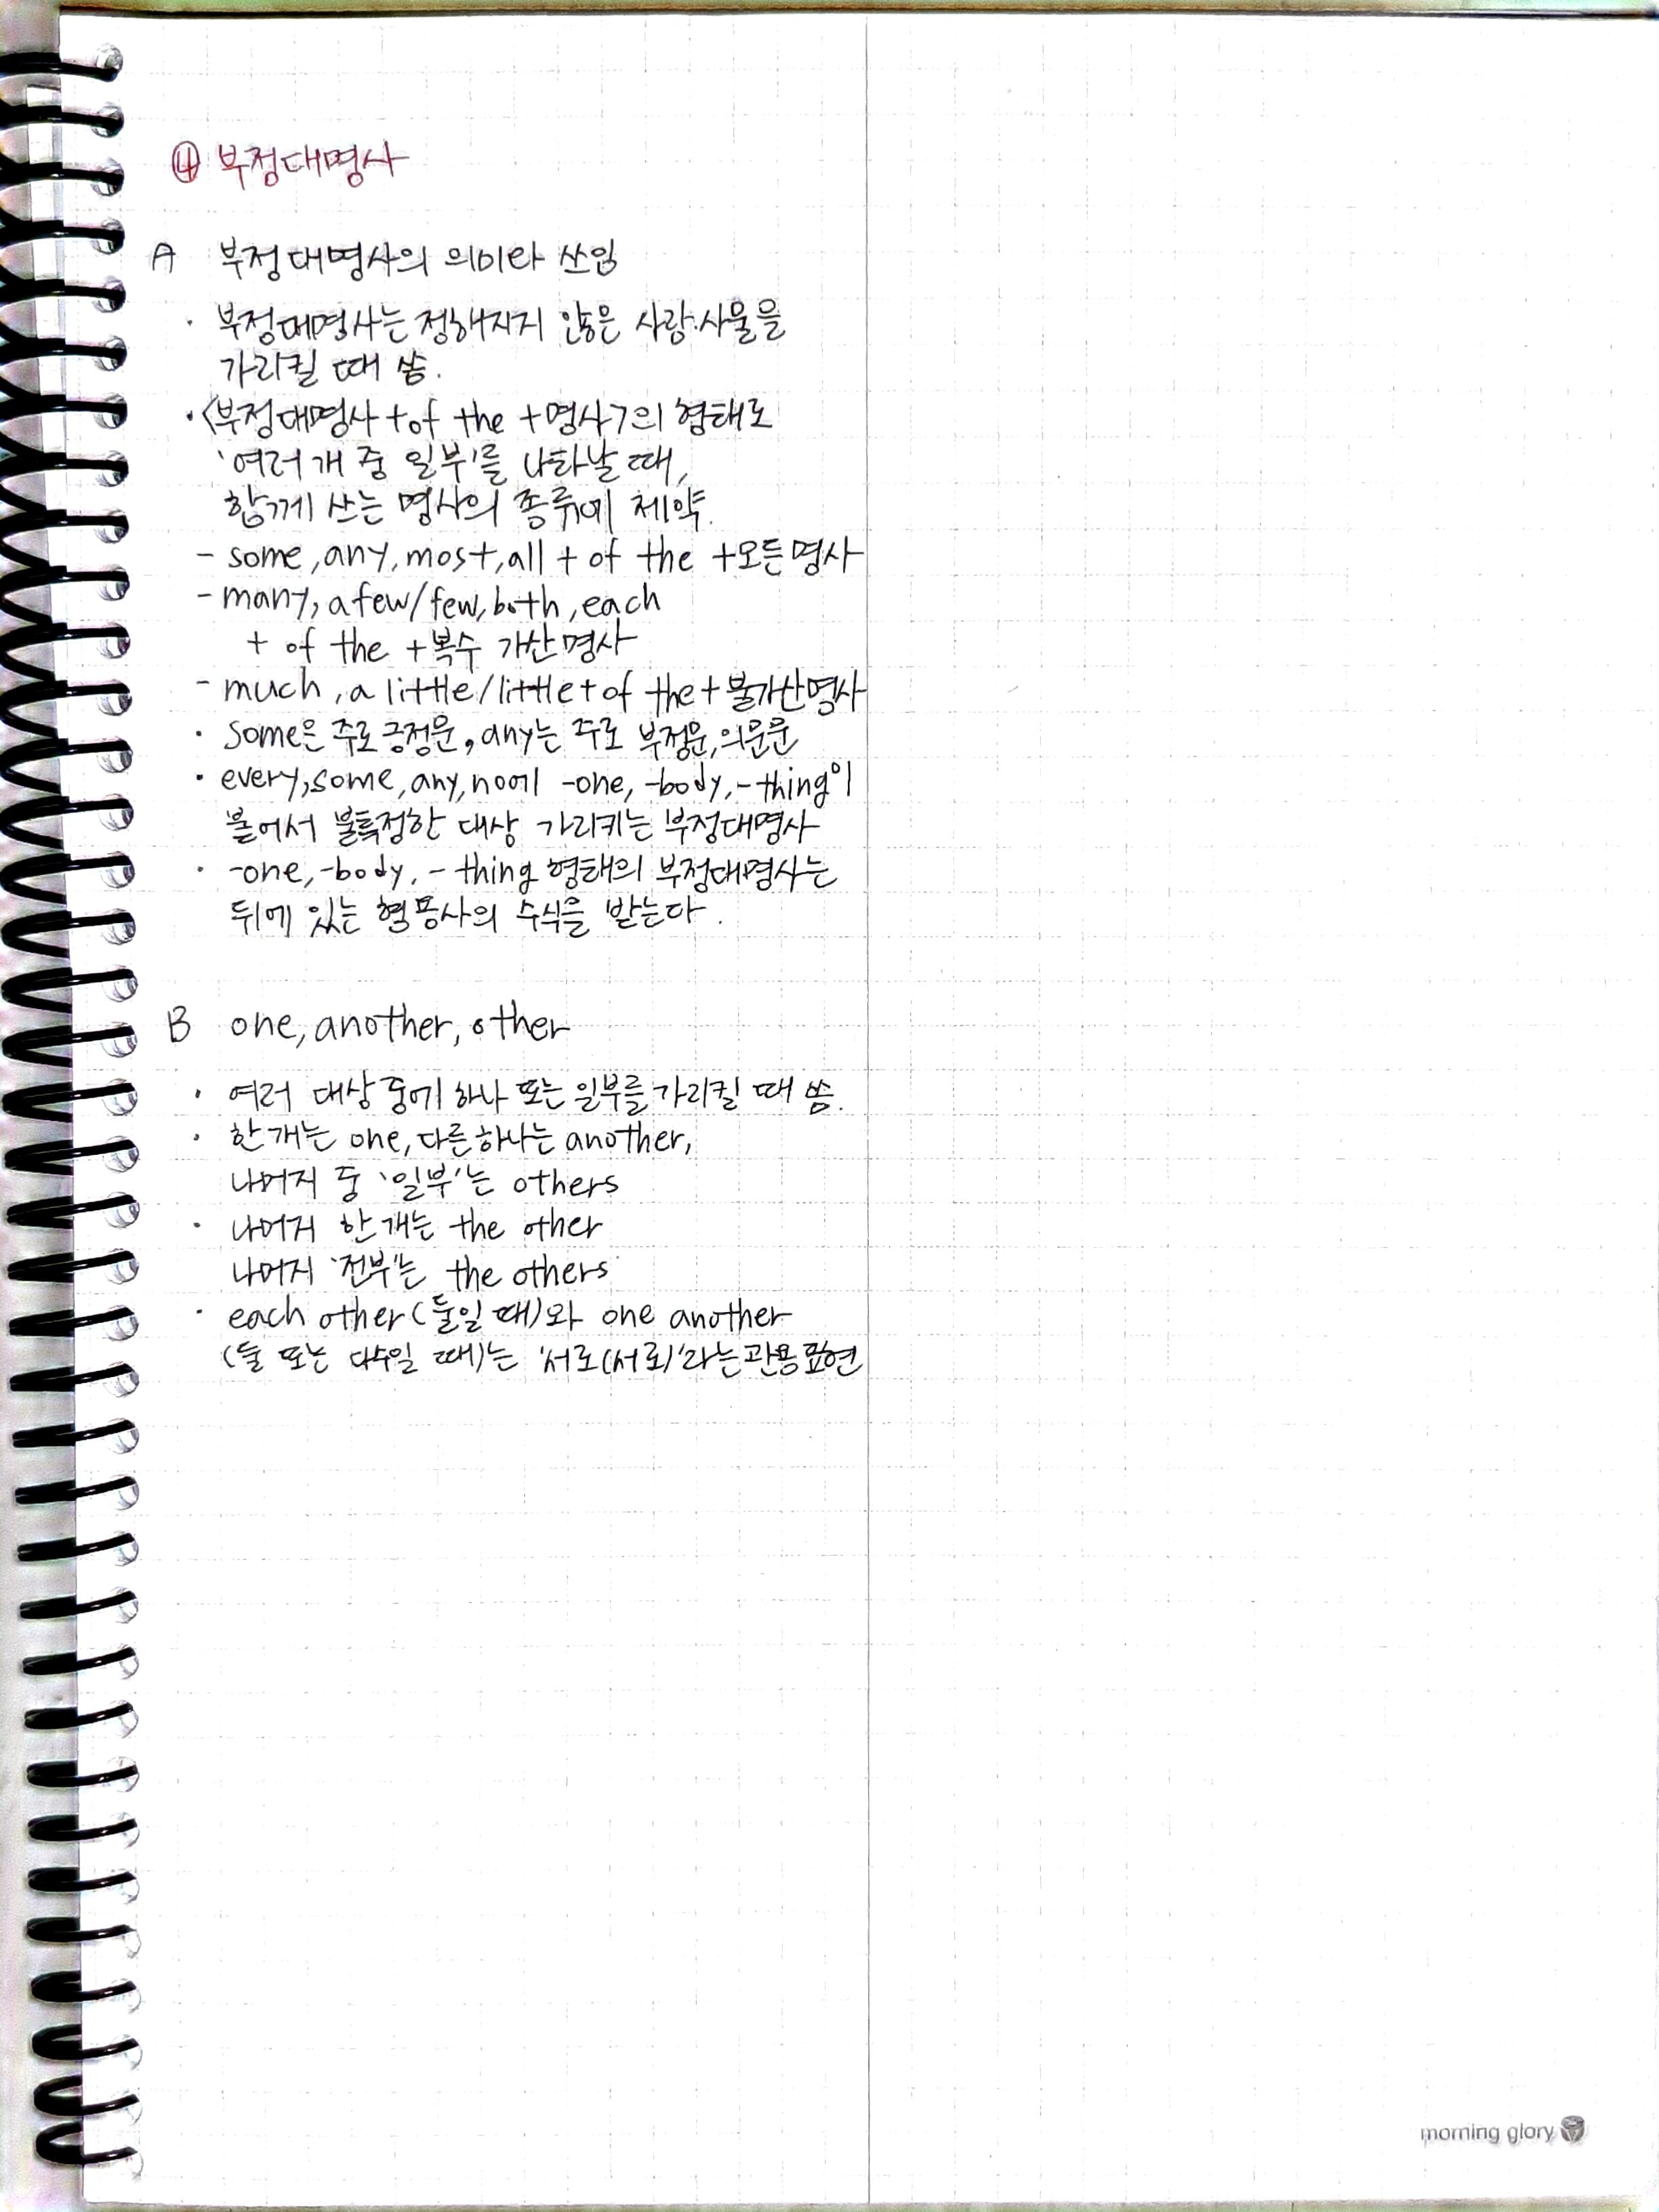 ④ 부정대명사
A 부정대명사의 의미와 쓰임
· 부정대명사는 정해지지 않은 사람·사물을
가리킬 때 씀.
· <부정대명사 + of the + 명사>의 형태로
'여러 개 중 일부'를 나타낼 때,
함께 쓰는 명사의 종류에 제약.
- some, any, most, all + of the + 모든 명사
- many, a few/few, both, each
+ of the + 복수 가산명사
- much, a little/little + of the + 불가산명사
· some은 주로 긍정문, any는 주로 부정문, 의문문
· every, some, any, no에 -one, -body, -thing이
붙어서 불특정한 대상 가리키는 부정대명사
· -one, -body, -thing 형태의 부정대명사는
뒤에 있는 형용사의 수식을 받는다.
B one, another, other
· 여러 대상 중에 하나 또는 일부를 가리킬 때 씀.
· 한 개는 one, 다른 하나는 another,
나머지 중 '일부'는 others
· 나머지 한 개는 the other
나머지 '전부'는 the others
· each other (둘일 때)와 one another
(둘 또는 다수일 때)는 '서로(서로)'라는 관용표현
morning glory